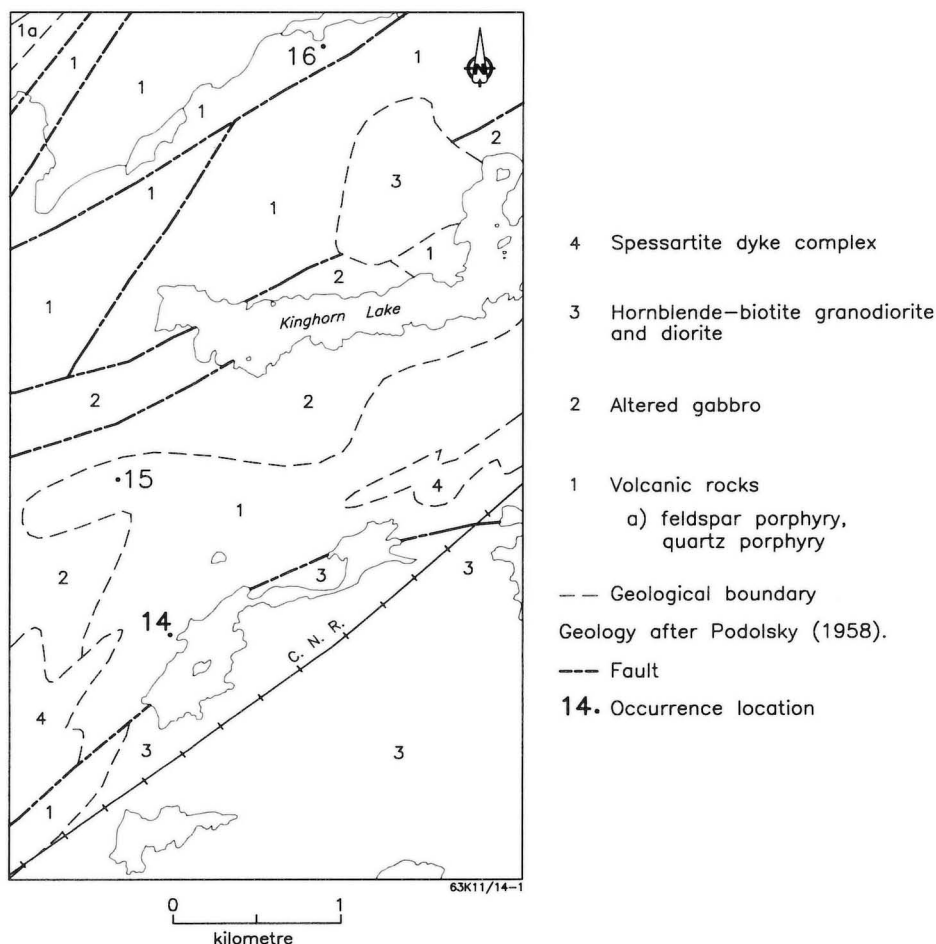 1a
16
1
1
1
1
N
2
1
3
1
1
2
1
Kinghorn Lake
2
2
15
1
4
1
2
3
3
14
C. N. R.
4
3
3
1
63K11/14-1
0 1
kilometre
4 Spessartite dyke complex
3 Hornblende-biotite granodiorite
and diorite
2 Altered gabbro
1 Volcanic rocks
a) feldspar porphyry,
quartz porphyry
Geological boundary
Geology after Podolsky (1958).
Fault
14. Occurrence location